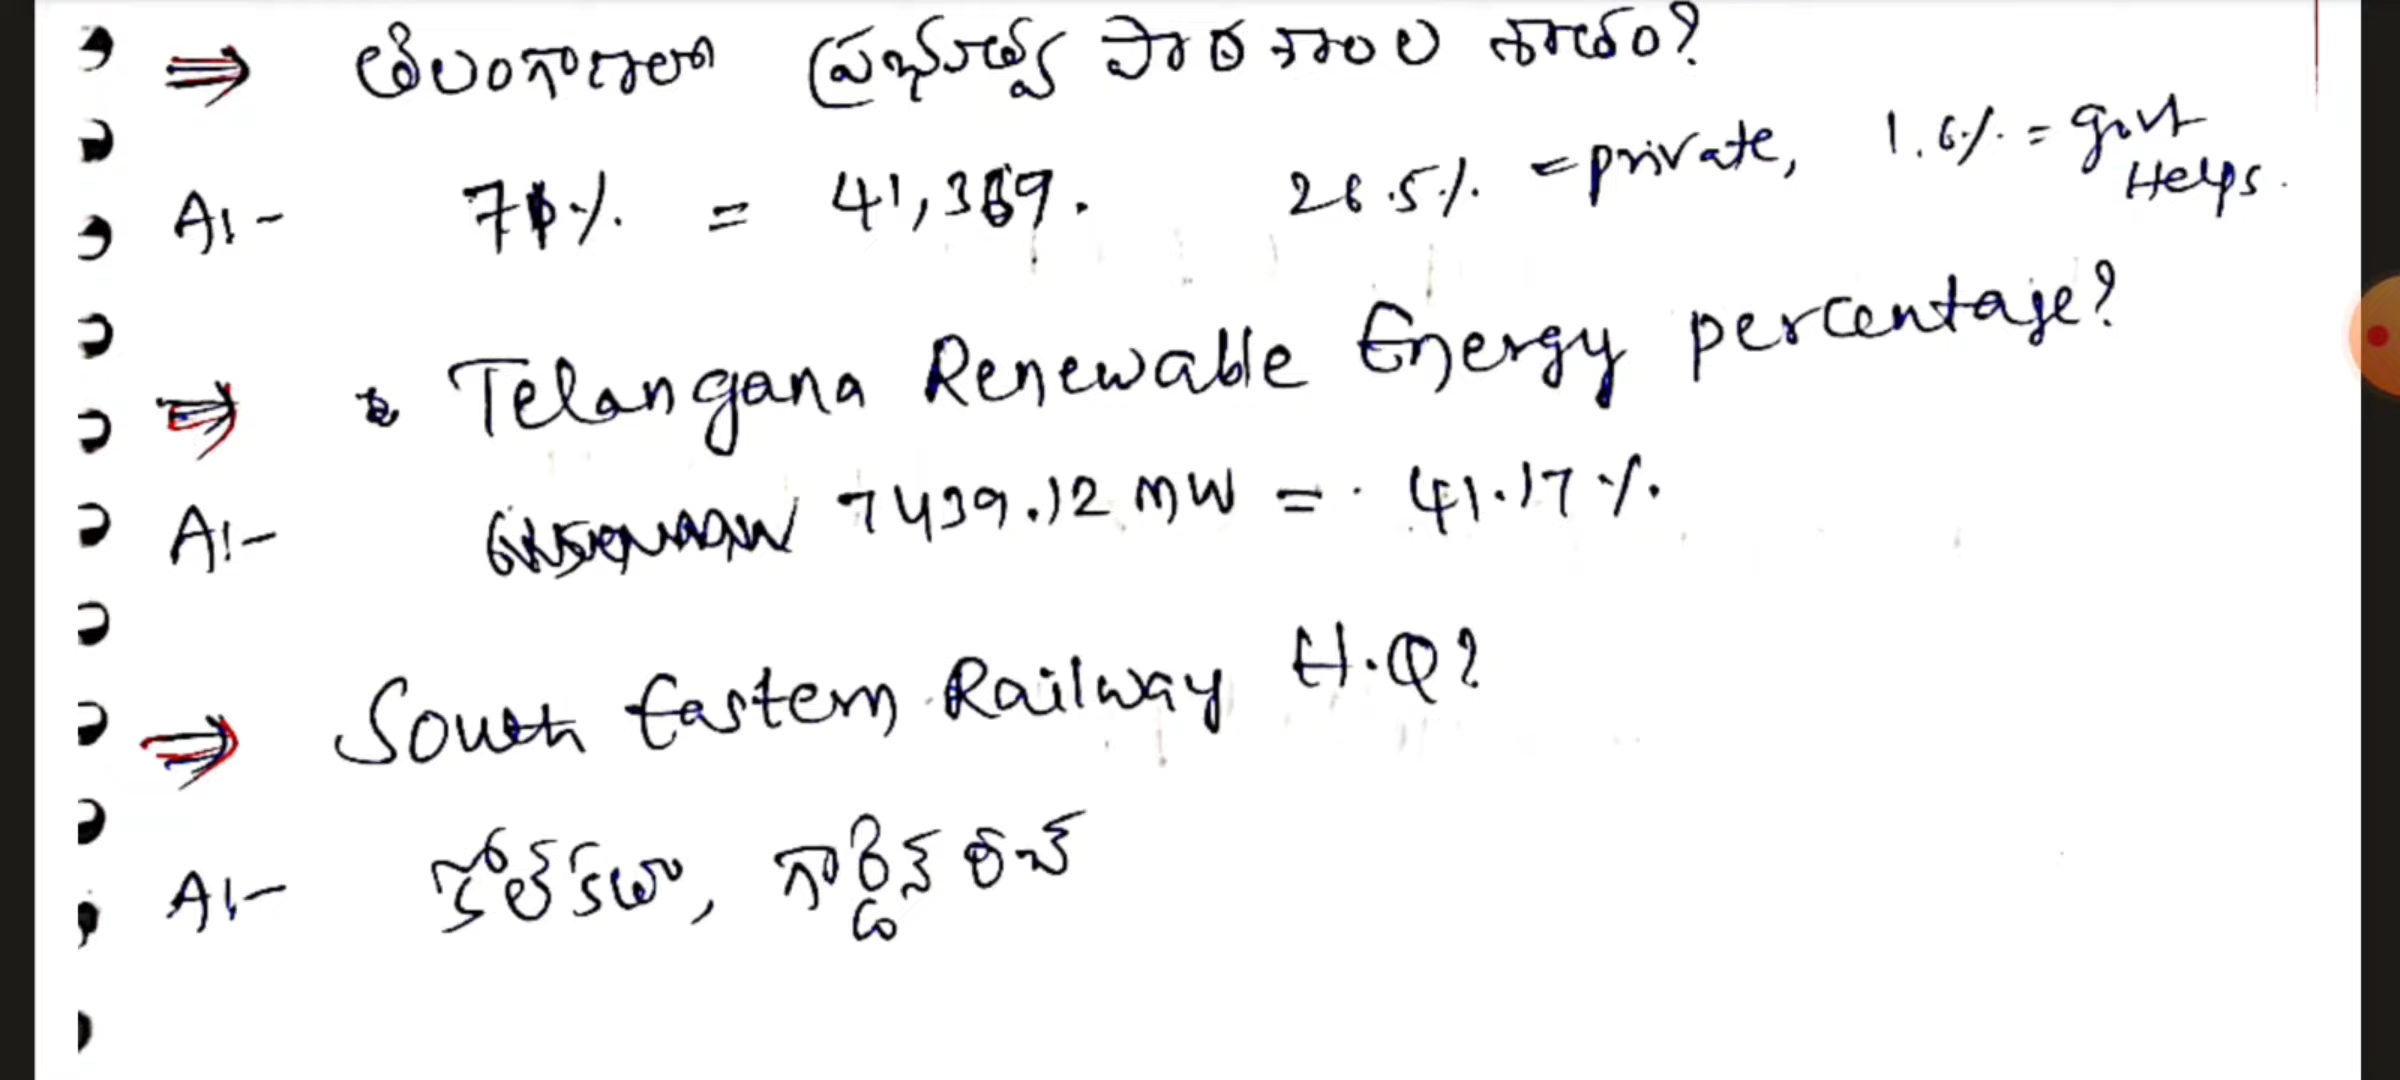 ⇒ తెలంగాణలో ప్రభుత్వ పాఠశాలల శాతం?
A:- 71% = 41,369. 26.5% = private, 1.6% = govt Helps.
⇒ Telangana Renewable Energy percentage?
A:- 7439.12 MW = 41.17%.
⇒ South Eastern Railway H.Q?
A:- కోల్‌కతా, గార్డెన్ రీచ్